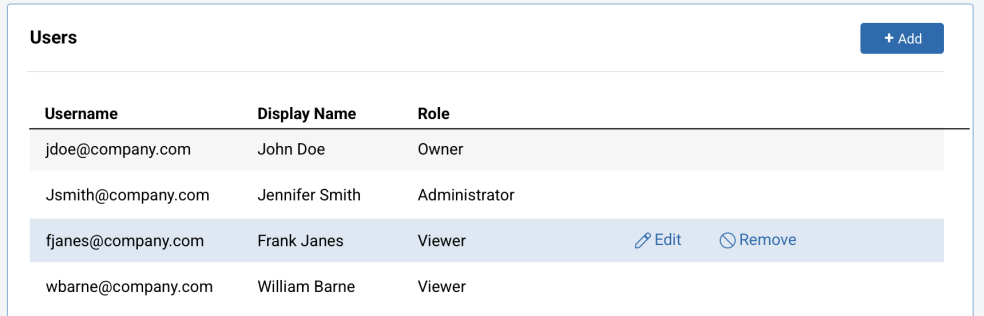 Users
+ Add
Username Display Name Role
jdoe@company.com John Doe Owner
Jsmith@company.com Jennifer Smith Administrator
fjanes@company.com Frank Janes Viewer Edit Remove
wbarne@company.com William Barne Viewer